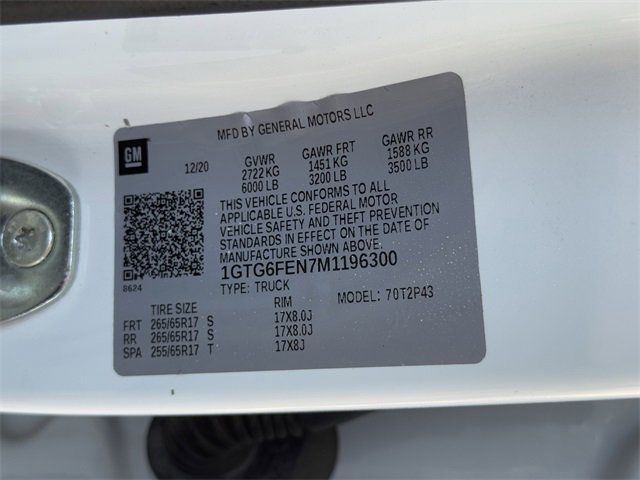 MFD BY GENERAL MOTORS LLC
GM
12/20 GVWR GAWR FRT GAWR RR
2722 KG 1451 KG 1588 KG
6000 LB 3200 LB 3500 LB
THIS VEHICLE CONFORMS TO ALL
APPLICABLE U.S. FEDERAL MOTOR
VEHICLE SAFETY AND THEFT PREVENTION
STANDARDS IN EFFECT ON THE DATE OF
MANUFACTURE SHOWN ABOVE.
8624
1GTG6FEN7M1196300
TYPE: TRUCK MODEL: 70T2P43
TIRE SIZE RIM
FRT 265/65R17 S 17X8.0J
RR 265/65R17 S 17X8.0J
SPA 255/65R17 T 17X8J